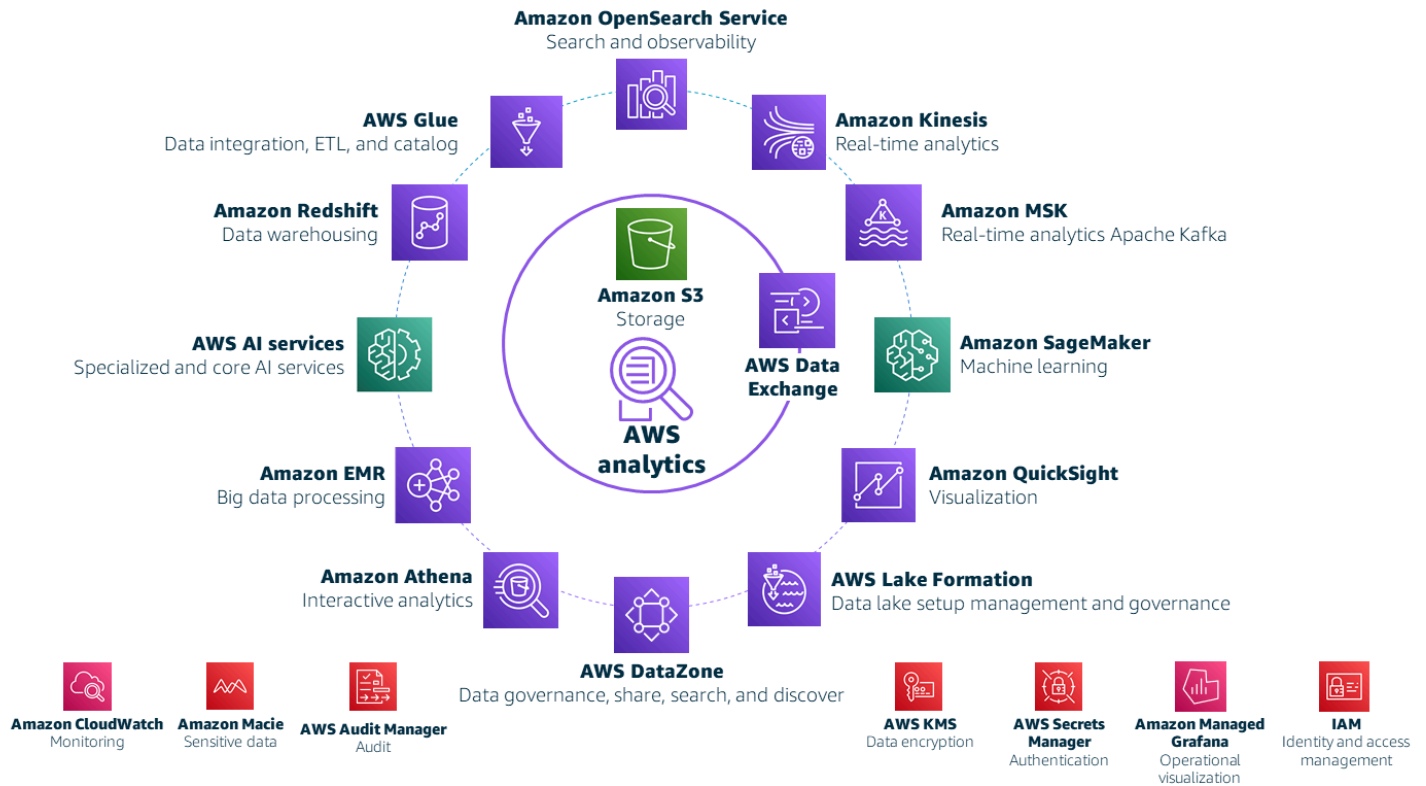 Amazon OpenSearch Service
Search and observability
AWS Glue
Data integration, ETL, and catalog
Amazon Kinesis
Real-time analytics
Amazon Redshift
Data warehousing
Amazon MSK
K
Real-time analytics Apache Kafka
Amazon S3
Storage
AWS AI services
Specialized and core AI services
AWS Data
Exchange
Amazon SageMaker
Machine learning
AWS
analytics
Amazon EMR
Big data processing
Amazon QuickSight
Visualization
Amazon Athena
Interactive analytics
AWS Lake Formation
Data lake setup management and governance
AWS DataZone
Data governance, share, search, and discover
Amazon CloudWatch
Monitoring
Amazon Macie
Sensitive data
AWS Audit Manager
Audit
AWS KMS
Data encryption
AWS Secrets
Manager
Authentication
Amazon Managed
Grafana
Operational
visualization
IAM
Identity and access
management